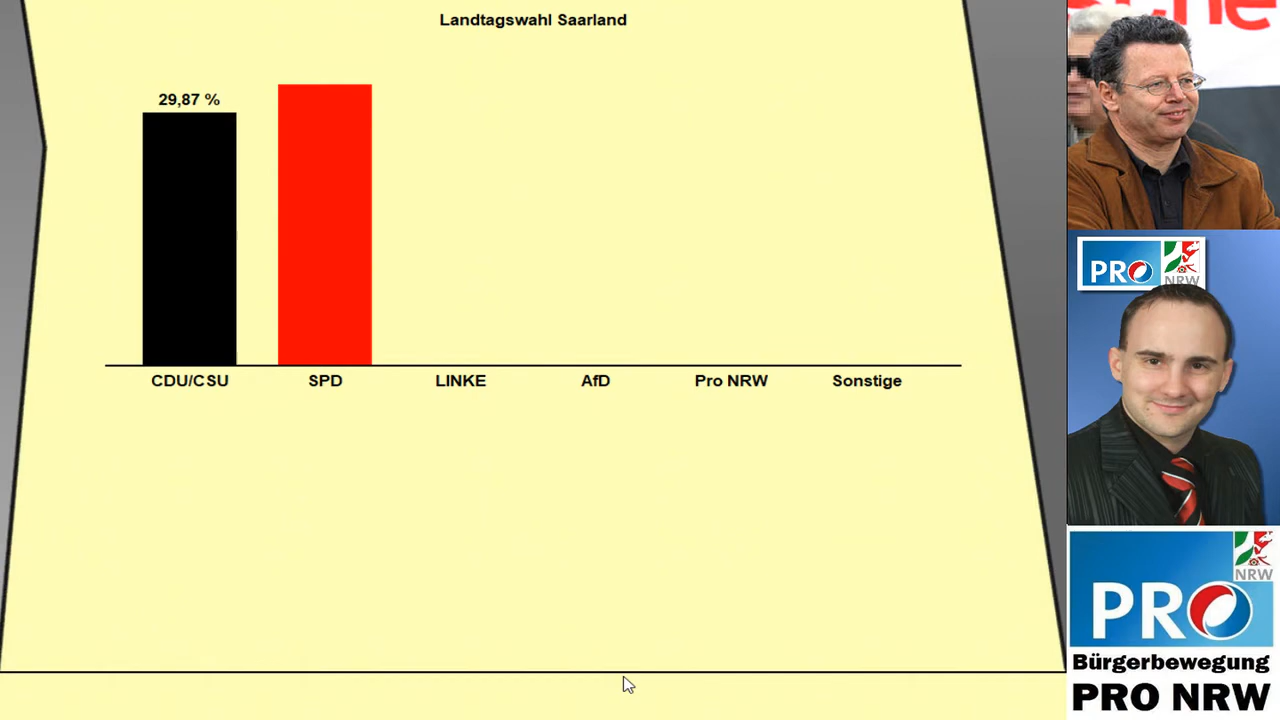 Landtagswahl Saarland
29,87 %
CDU/CSU
SPD
LINKE
AfD
Pro NRW
Sonstige
PRO
NRW
NRW
PRO
Bürgerbewegung
PRO NRW